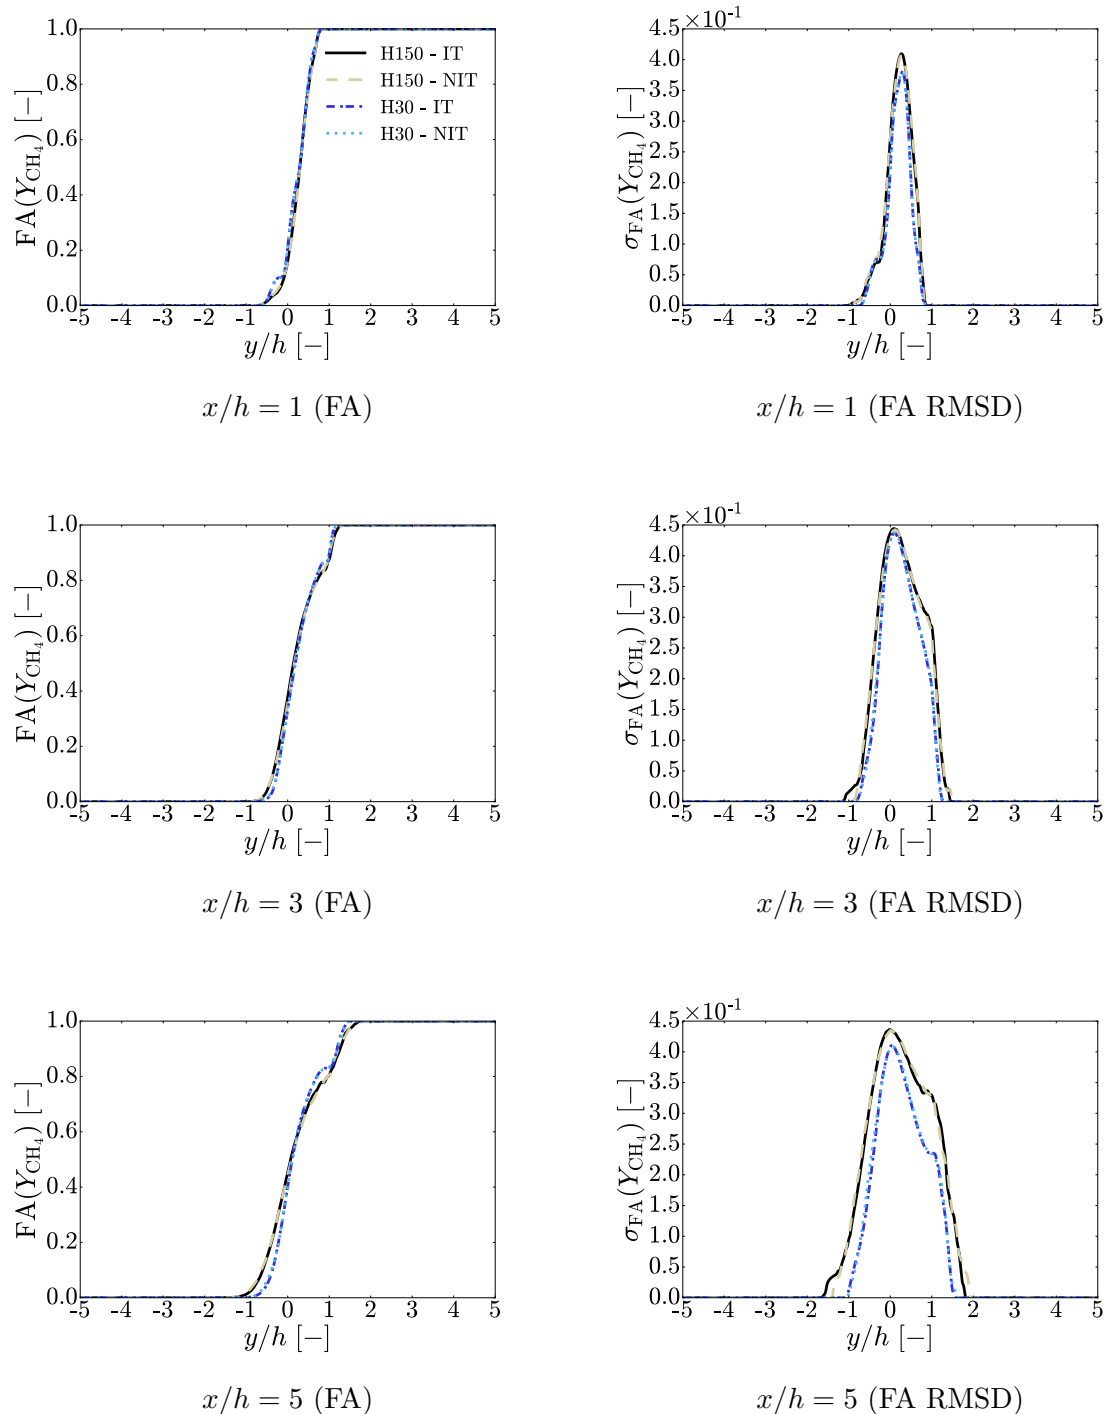 FA(Y_CH4) [−]
1.0
0.8
0.6
0.4
0.2
0.0
-5 -4 -3 -2 -1 0 1 2 3 4 5
y/h [−]
H150 - IT
H150 - NIT
H30 - IT
H30 - NIT
x/h = 1 (FA)
σ_FA(Y_CH4) [−]
×10⁻¹
4.5
4.0
3.5
3.0
2.5
2.0
1.5
1.0
0.5
0.0
-5 -4 -3 -2 -1 0 1 2 3 4 5
y/h [−]
x/h = 1 (FA RMSD)
FA(Y_CH4) [−]
1.0
0.8
0.6
0.4
0.2
0.0
-5 -4 -3 -2 -1 0 1 2 3 4 5
y/h [−]
x/h = 3 (FA)
σ_FA(Y_CH4) [−]
×10⁻¹
4.5
4.0
3.5
3.0
2.5
2.0
1.5
1.0
0.5
0.0
-5 -4 -3 -2 -1 0 1 2 3 4 5
y/h [−]
x/h = 3 (FA RMSD)
FA(Y_CH4) [−]
1.0
0.8
0.6
0.4
0.2
0.0
-5 -4 -3 -2 -1 0 1 2 3 4 5
y/h [−]
x/h = 5 (FA)
σ_FA(Y_CH4) [−]
×10⁻¹
4.5
4.0
3.5
3.0
2.5
2.0
1.5
1.0
0.5
0.0
-5 -4 -3 -2 -1 0 1 2 3 4 5
y/h [−]
x/h = 5 (FA RMSD)